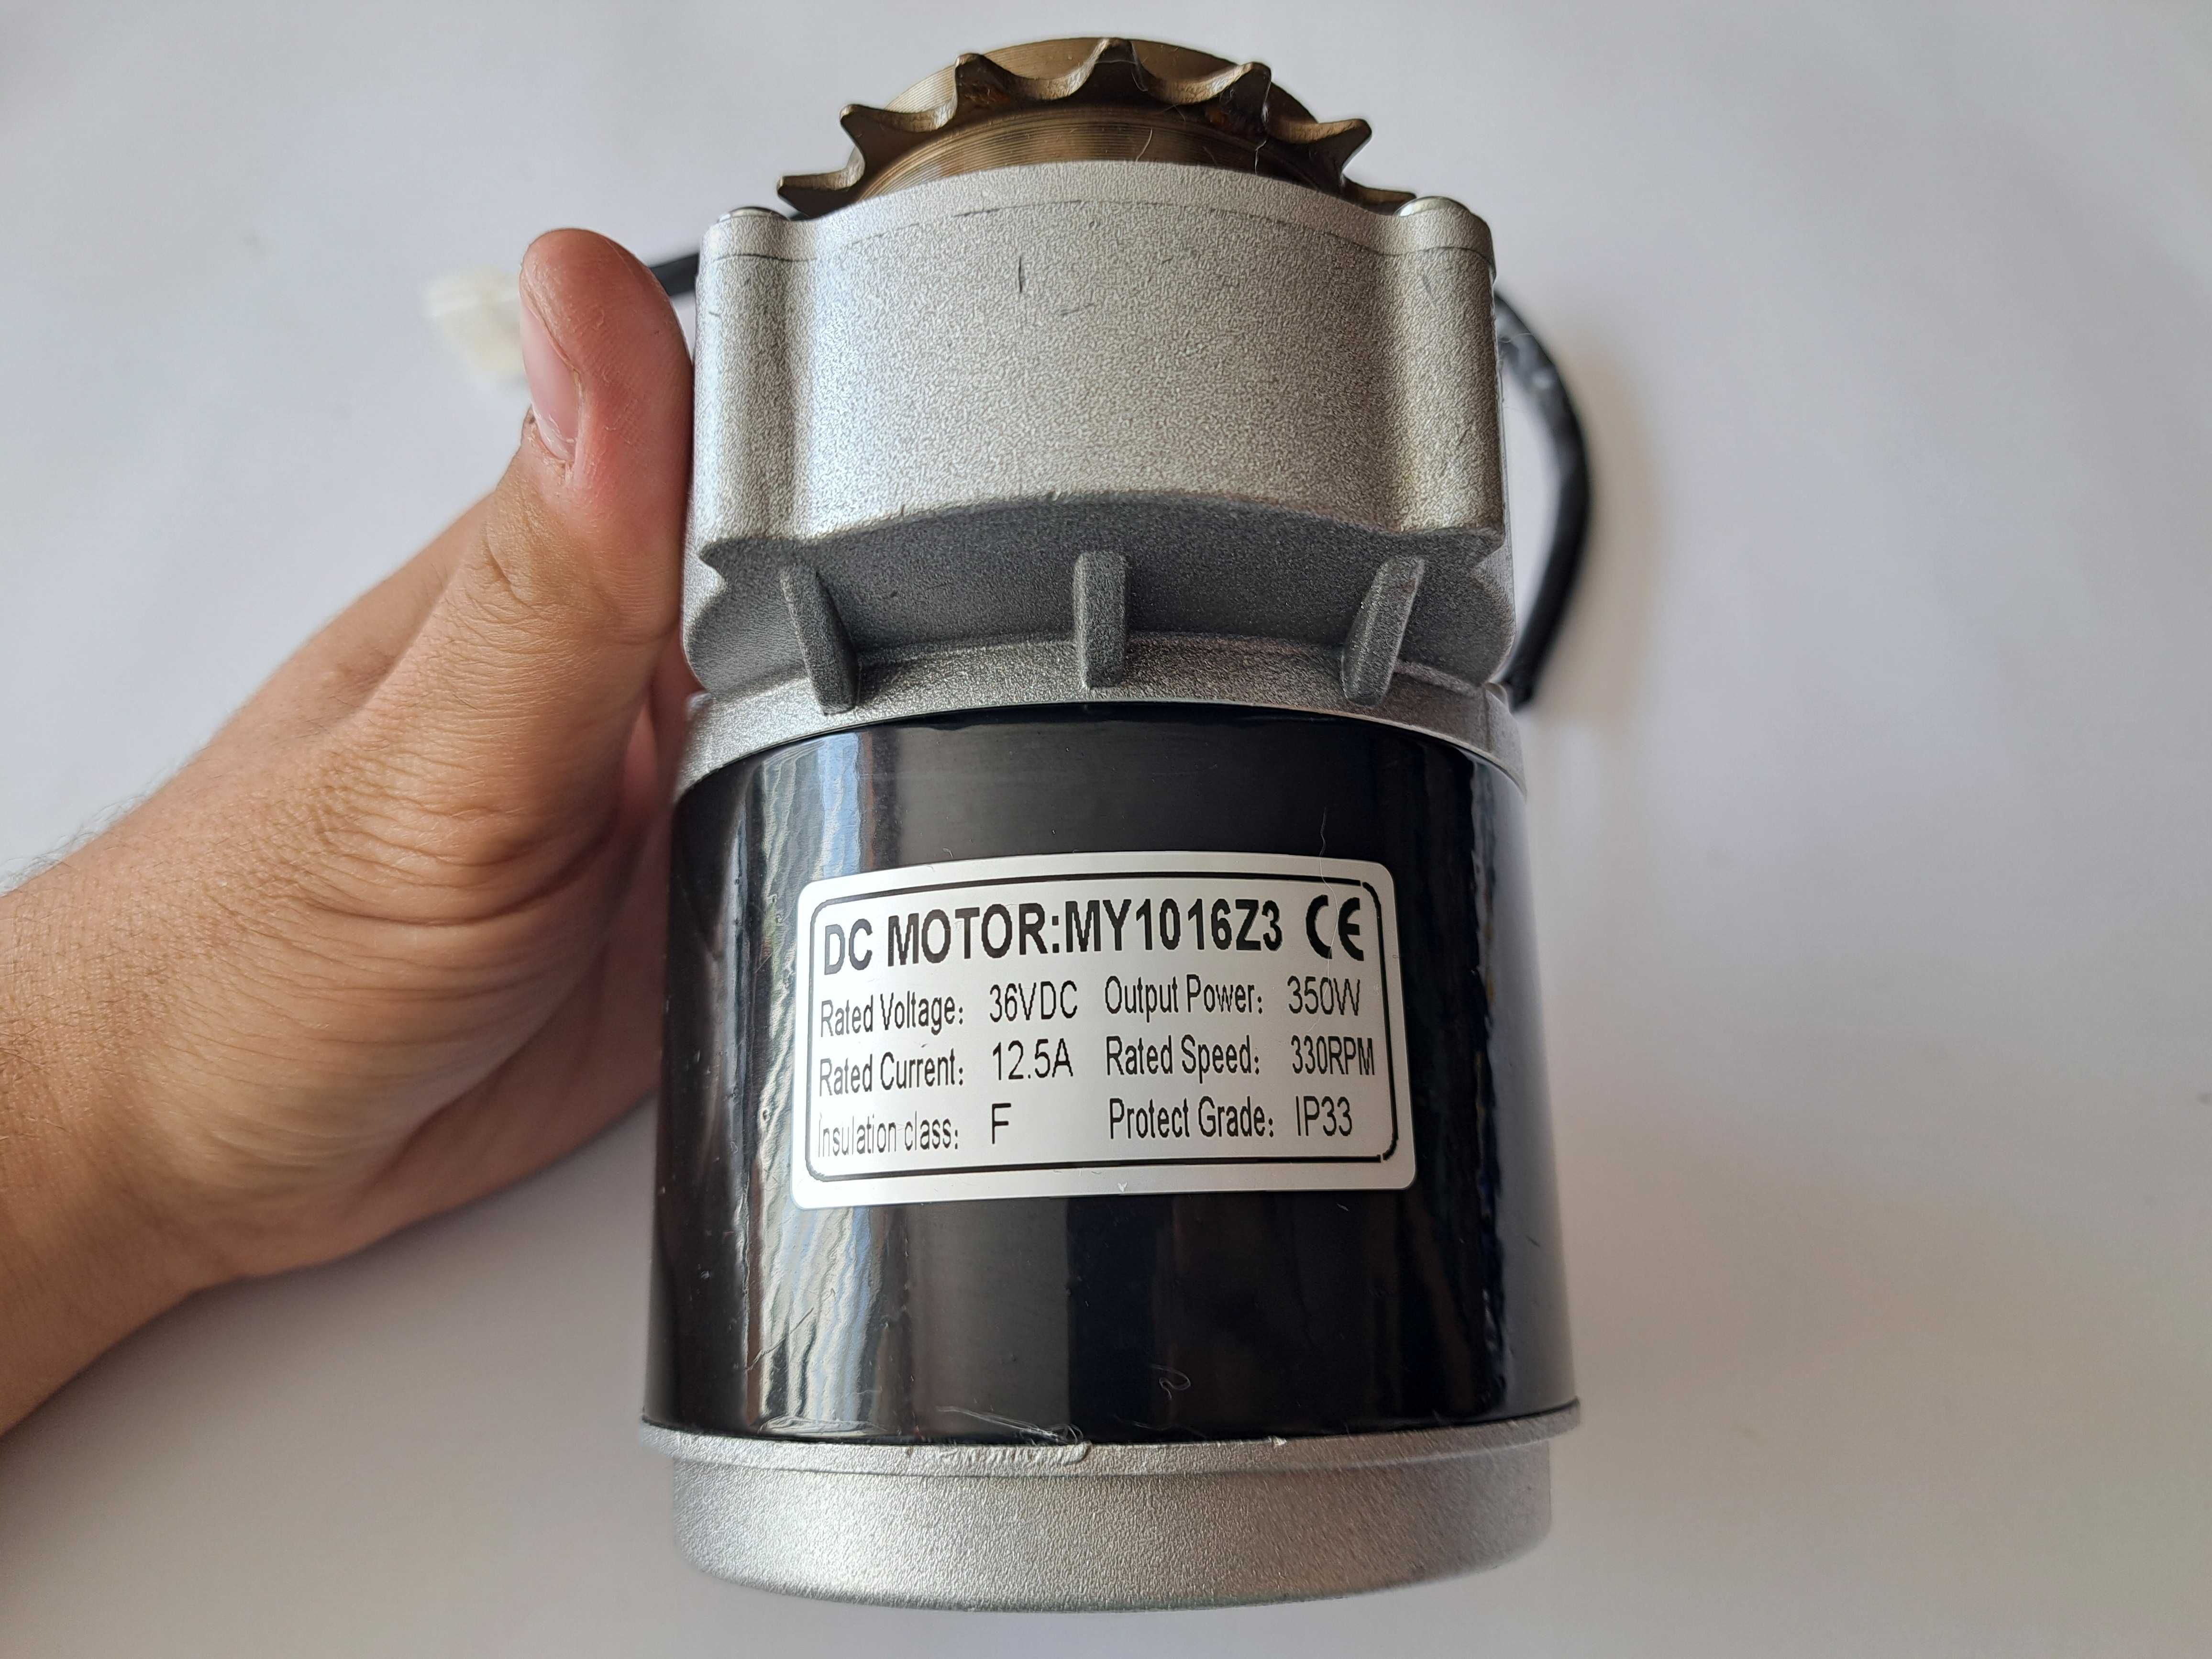 DC MOTOR:MY1016Z3 CE
Rated Voltage: 36VDC Output Power: 350W
Rated Current: 12.5A Rated Speed: 330RPM
Insulation class: F Protect Grade: IP33